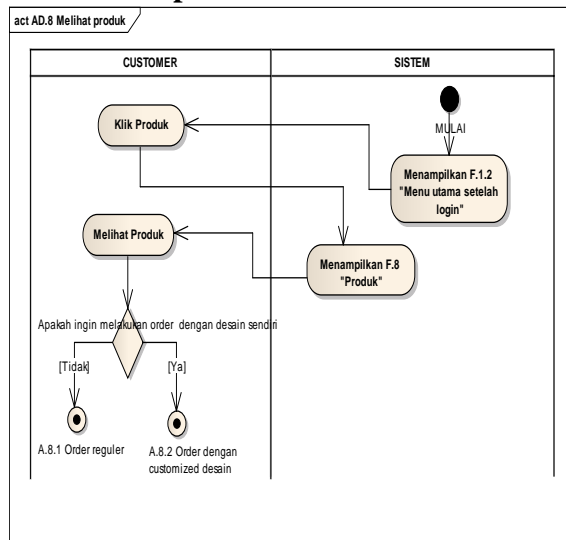 act AD.8 Melihat produk
CUSTOMER
SISTEM
MULAI
Klik Produk
Menampilkan F.1.2
"Menu utama setelah
login"
Melihat Produk
Menampilkan F.8
"Produk"
Apakah ingin melakukan order dengan desain sendiri
[Tidak]
[Ya]
A.8.1 Order reguler
A.8.2 Order dengan
customized desain